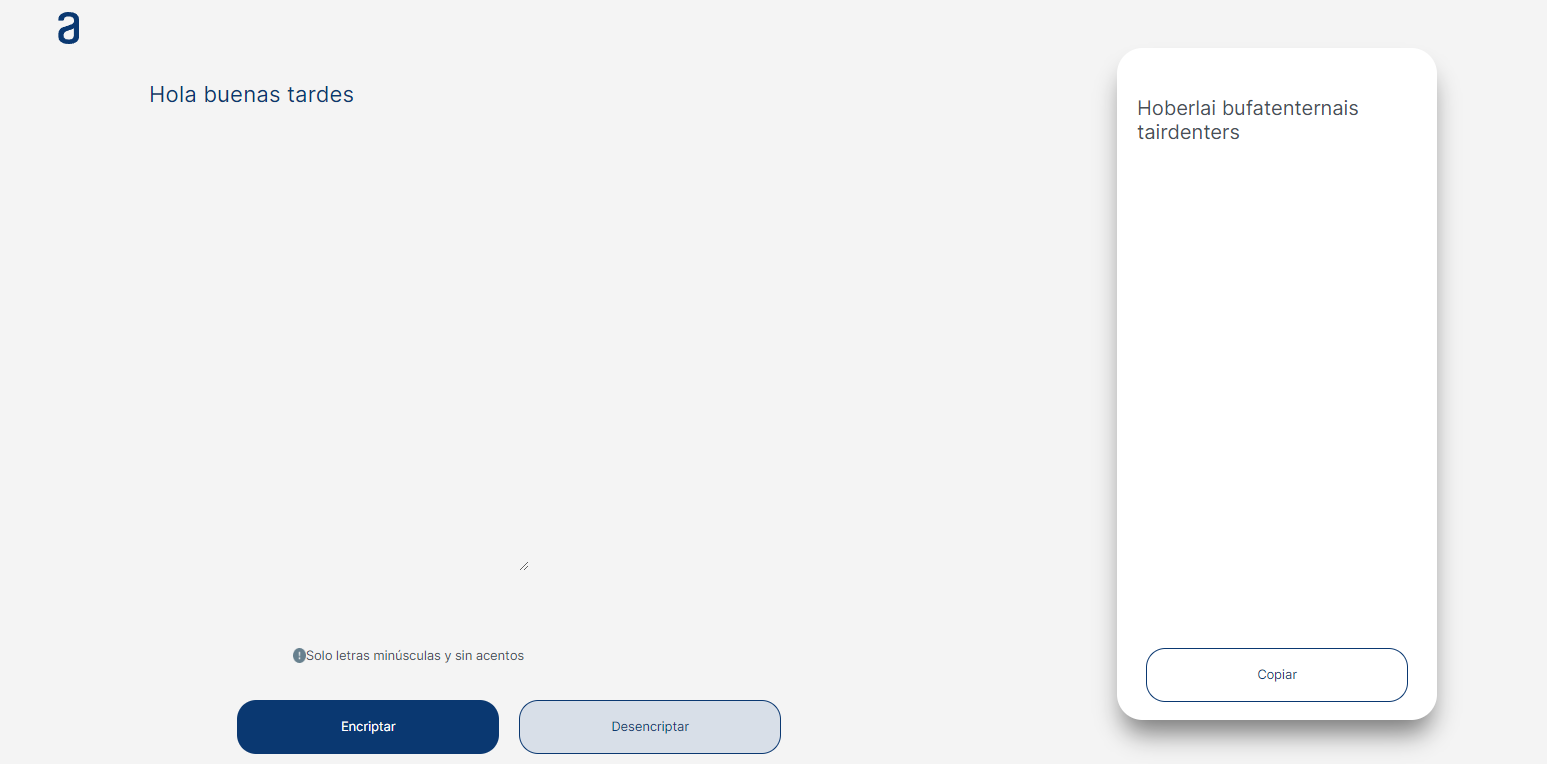 a
Hola buenas tardes
Hoberlai bufatenternais
tairdenters
!Solo letras minúsculas y sin acentos
Encriptar
Desencriptar
Copiar